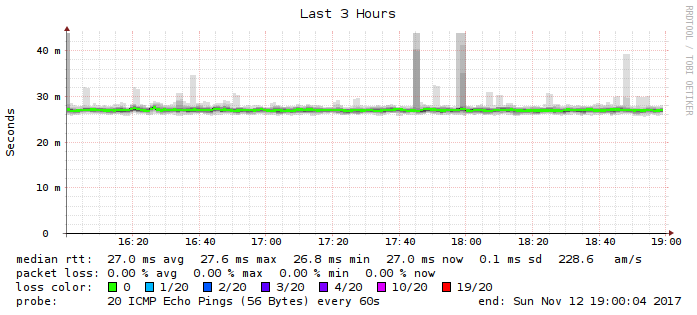 Last 3 Hours
RRDTOOL / TOBI OETIKER
Seconds
40 m
30 m
20 m
10 m
0
16:20 16:40 17:00 17:20 17:40 18:00 18:20 18:40 19:00
median rtt: 27.0 ms avg 27.6 ms max 26.8 ms min 27.0 ms now 0.1 ms sd 228.6 am/s
packet loss: 0.00 % avg 0.00 % max 0.00 % min 0.00 % now
loss color: 0 1/20 2/20 3/20 4/20 10/20 19/20
probe: 20 ICMP Echo Pings (56 Bytes) every 60s end: Sun Nov 12 19:00:04 2017